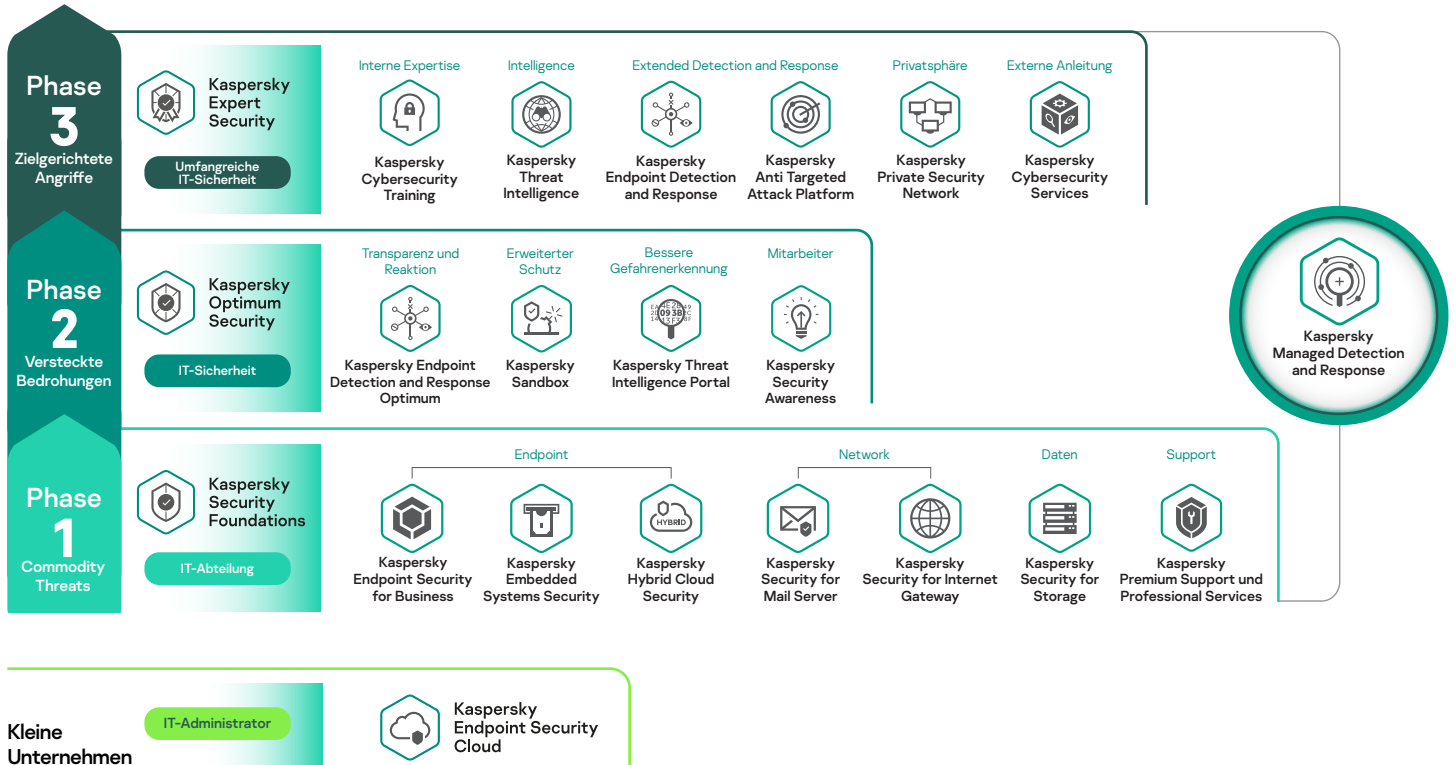 Phase
3
Zielgerichtete
Angriffe
Kaspersky
Expert
Security
Umfangreiche
IT-Sicherheit
Interne Expertise
Kaspersky
Cybersecurity
Training
Intelligence
Kaspersky
Threat
Intelligence
Extended Detection and Response
Kaspersky
Endpoint Detection
and Response
Kaspersky
Anti Targeted
Attack Platform
Privatsphäre
Kaspersky
Private Security
Network
Externe Anleitung
Kaspersky
Cybersecurity
Services
Phase
2
Versteckte
Bedrohungen
Kaspersky
Optimum
Security
IT-Sicherheit
Transparenz und
Reaktion
Kaspersky Endpoint
Detection and Response
Optimum
Erweiterter
Schutz
Kaspersky
Sandbox
Bessere
Gefahrenerkennung
09 3B
Kaspersky Threat
Intelligence Portal
Mitarbeiter
Kaspersky
Security
Awareness
Kaspersky
Managed Detection
and Response
Phase
1
Commodity
Threats
Kaspersky
Security
Foundations
IT-Abteilung
Endpoint
Kaspersky
Endpoint Security
for Business
Kaspersky
Embedded
Systems Security
HYBRID
Kaspersky
Hybrid Cloud
Security
Network
Kaspersky
Security for
Mail Server
Kaspersky
Security for Internet
Gateway
Daten
Kaspersky
Security for
Storage
Support
Kaspersky
Premium Support und
Professional Services
Kleine
Unternehmen
IT-Administrator
Kaspersky
Endpoint Security
Cloud